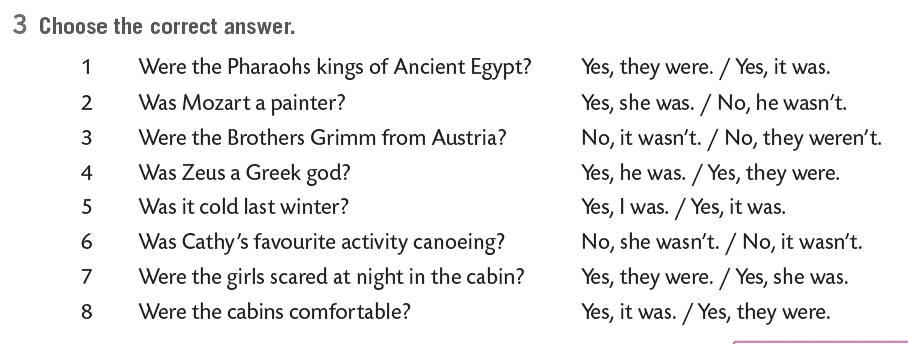 3 Choose the correct answer.
1 Were the Pharaohs kings of Ancient Egypt? Yes, they were. / Yes, it was.
2 Was Mozart a painter? Yes, she was. / No, he wasn't.
3 Were the Brothers Grimm from Austria? No, it wasn't. / No, they weren't.
4 Was Zeus a Greek god? Yes, he was. / Yes, they were.
5 Was it cold last winter? Yes, I was. / Yes, it was.
6 Was Cathy's favourite activity canoeing? No, she wasn't. / No, it wasn't.
7 Were the girls scared at night in the cabin? Yes, they were. / Yes, she was.
8 Were the cabins comfortable? Yes, it was. / Yes, they were.